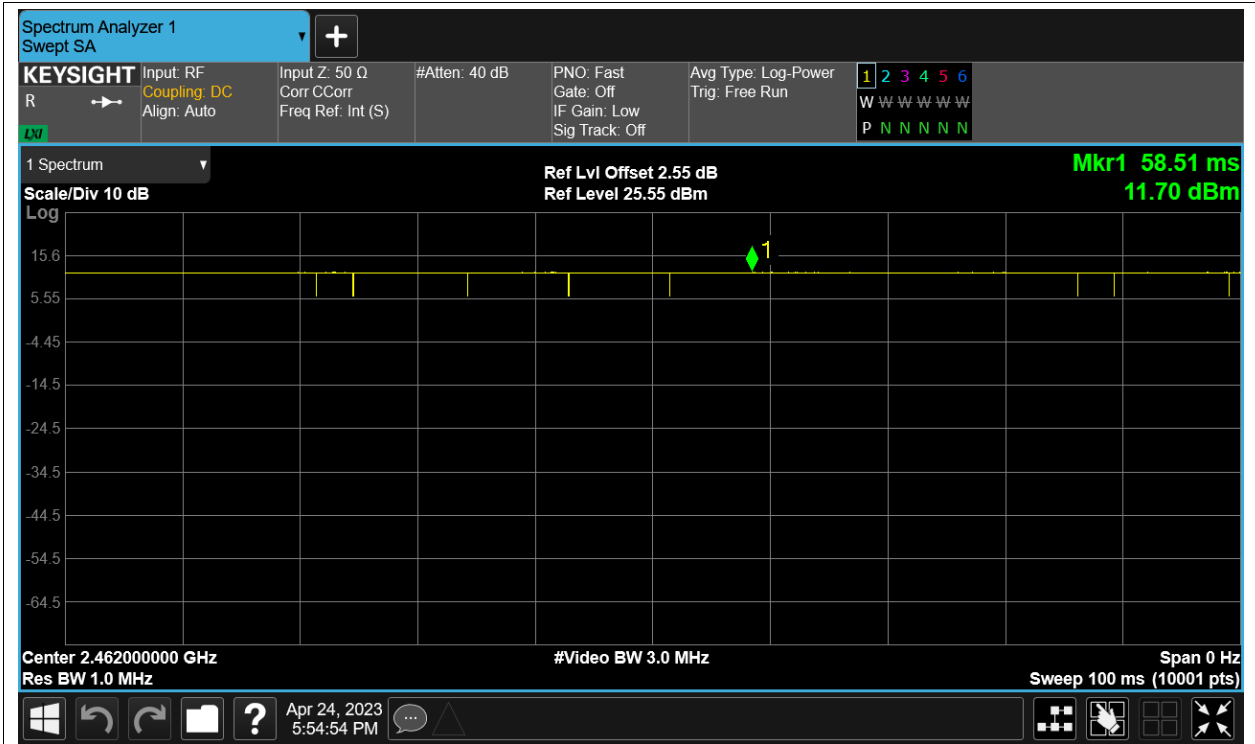 Spectrum Analyzer 1
Swept SA
KEYSIGHT
R
LXI
Input: RF
Coupling: DC
Align: Auto
Input Z: 50 Ω
Corr CCorr
Freq Ref: Int (S)
#Atten: 40 dB
PNO: Fast
Gate: Off
IF Gain: Low
Sig Track: Off
Avg Type: Log-Power
Trig: Free Run
1 2 3 4 5 6
W W W W W W
P N N N N N
1 Spectrum
Scale/Div 10 dB
Log
Ref Lvl Offset 2.55 dB
Ref Level 25.55 dBm
Mkr1 58.51 ms
11.70 dBm
1
15.6
5.55
-4.45
-14.5
-24.5
-34.5
-44.5
-54.5
-64.5
Center 2.462000000 GHz
#Video BW 3.0 MHz
Span 0 Hz
Res BW 1.0 MHz
Sweep 100 ms (10001 pts)
?
Apr 24, 2023
5:54:54 PM